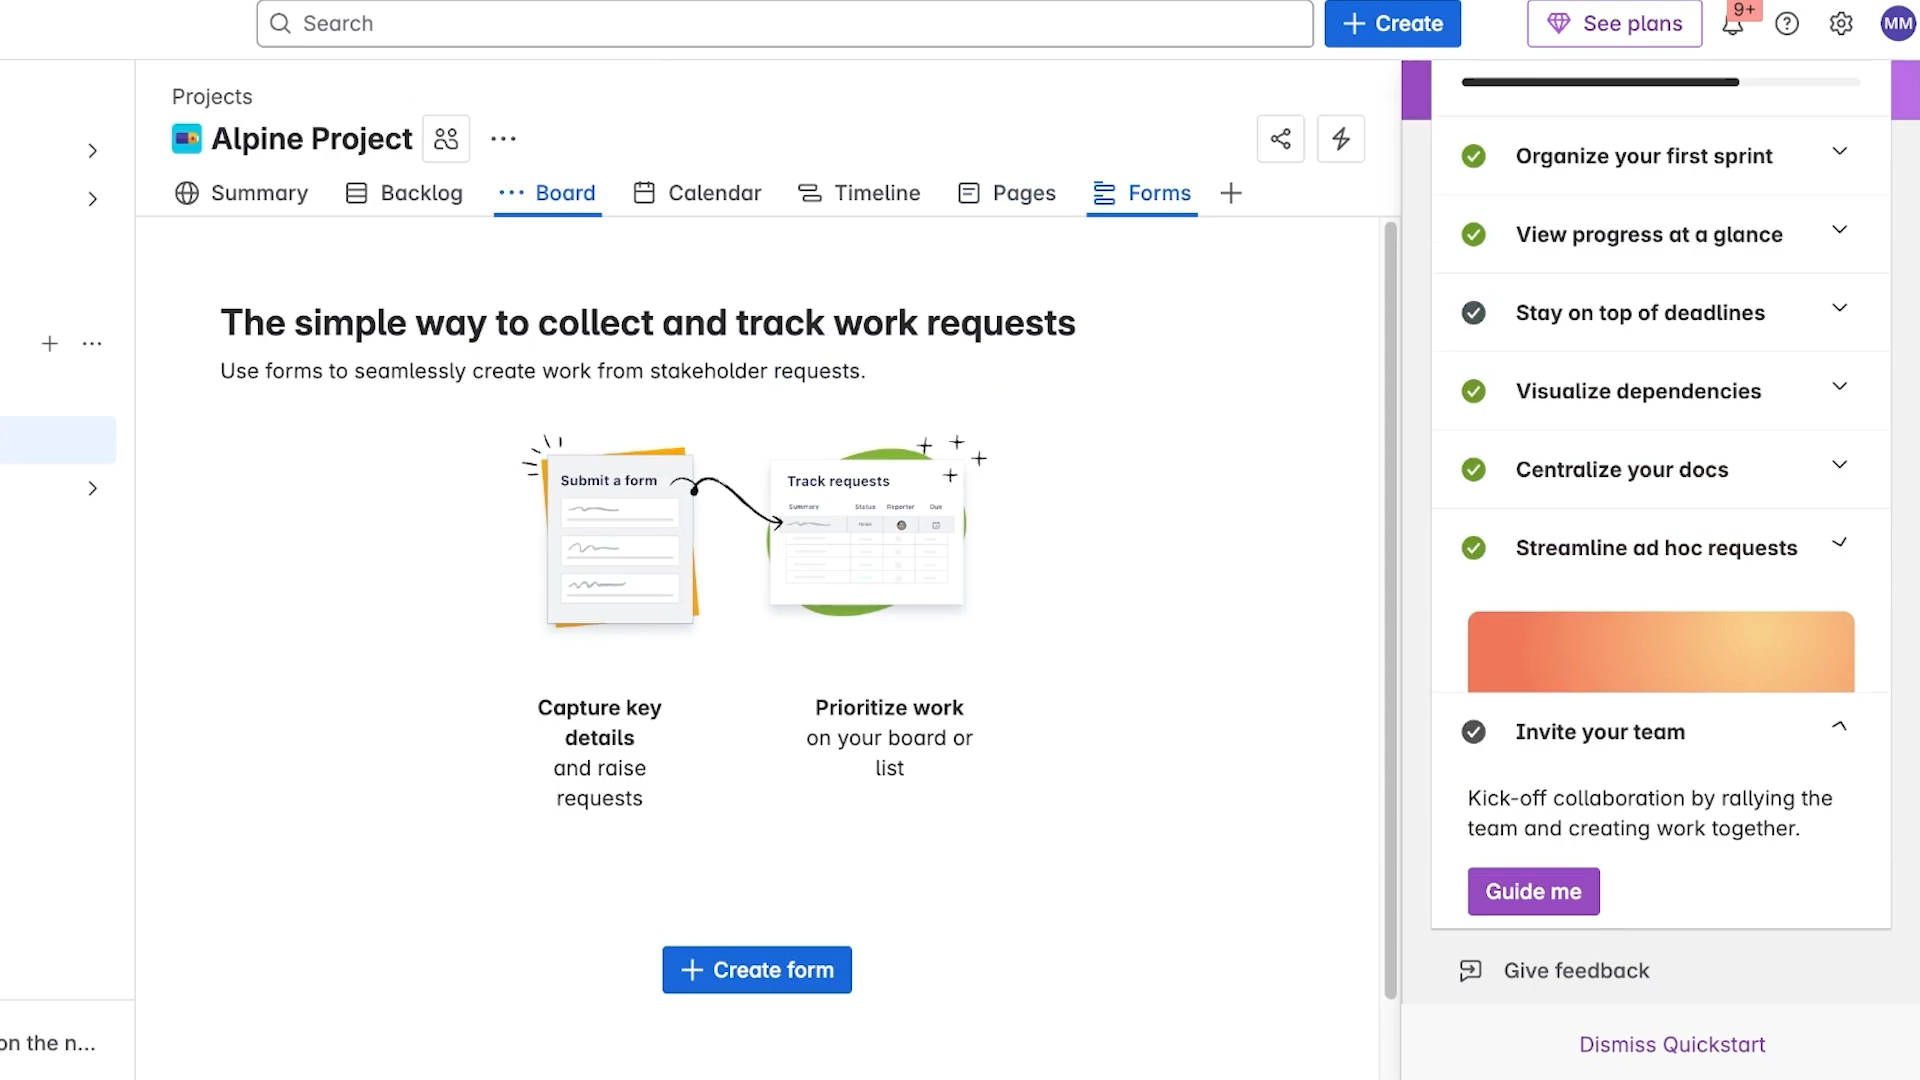 Search
Create
See plans
9+
MM
Projects
Alpine Project
Summary
Backlog
Board
Calendar
Timeline
Pages
Forms
The simple way to collect and track work requests
Use forms to seamlessly create work from stakeholder requests.
Submit a form
Track requests
Summary Status Reporter Due
Capture key
details
and raise
requests
Prioritize work
on your board or
list
Create form
on the n...
Organize your first sprint
View progress at a glance
Stay on top of deadlines
Visualize dependencies
Centralize your docs
Streamline ad hoc requests
Invite your team
Kick-off collaboration by rallying the
team and creating work together.
Guide me
Give feedback
Dismiss Quickstart